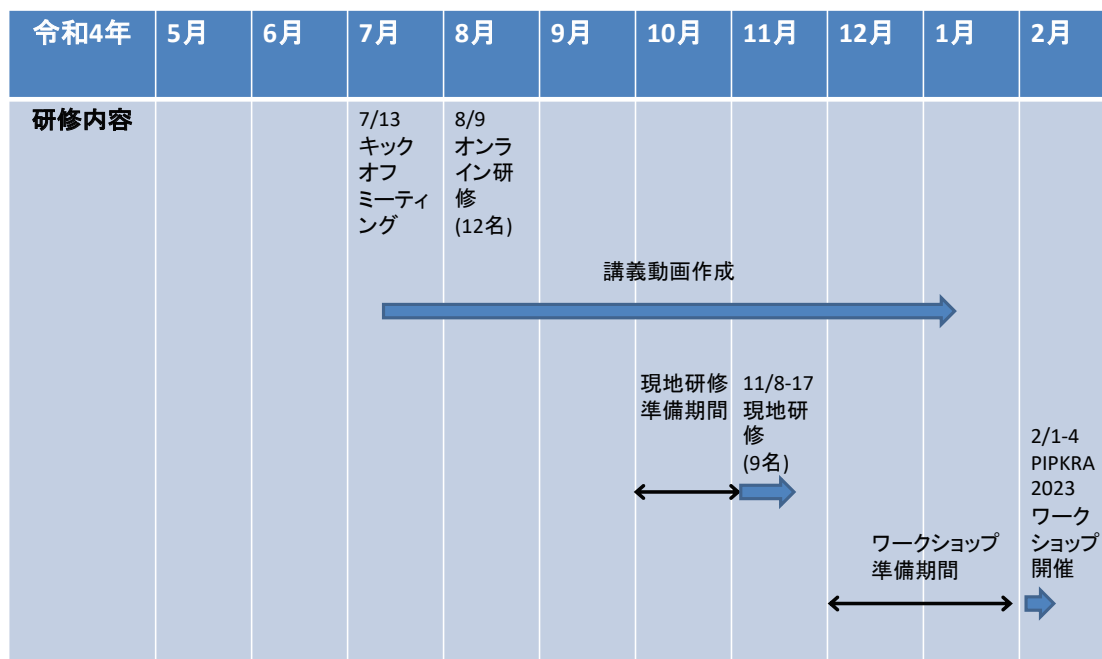 令和4年 5月 6月 7月 8月 9月 10月 11月 12月 1月 2月
研修内容
7/13
キック
オフ
ミーティ
ング
8/9
オンラ
イン研
修
(12名)
講義動画作成
現地研修
準備期間
11/8-17
現地研
修
(9名)
ワークショップ
準備期間
2/1-4
PIPKRA
2023
ワーク
ショップ
開催